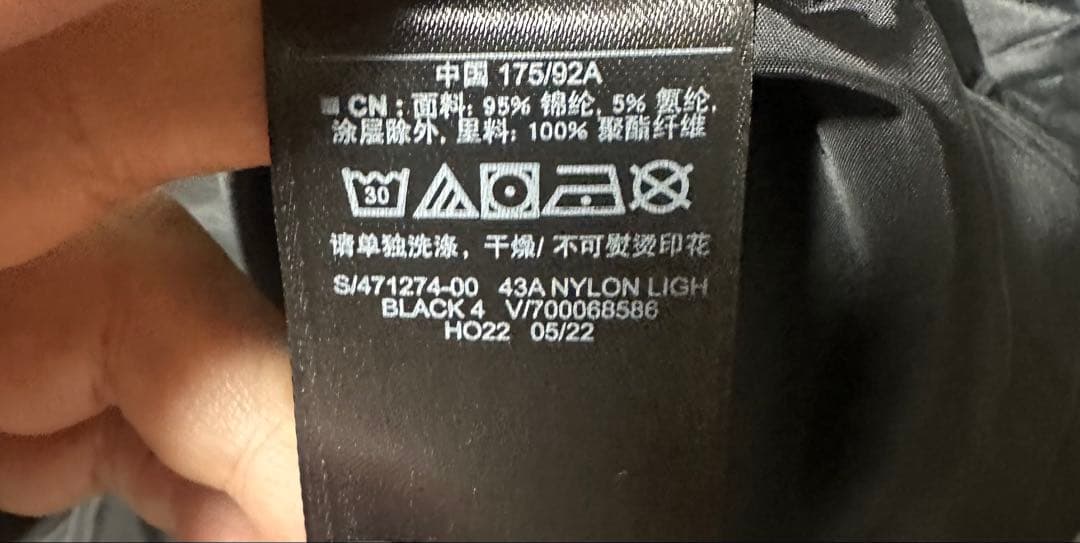 中国 175/92A
■ CN : 面料: 95% 锦纶, 5% 氨纶,
涂层除外, 里料: 100% 聚酯纤维
30
请单独洗涤, 干燥/ 不可熨烫印花
S/471274-00 43A NYLON LIGH
BLACK 4 V/700068586
HO22 05/22